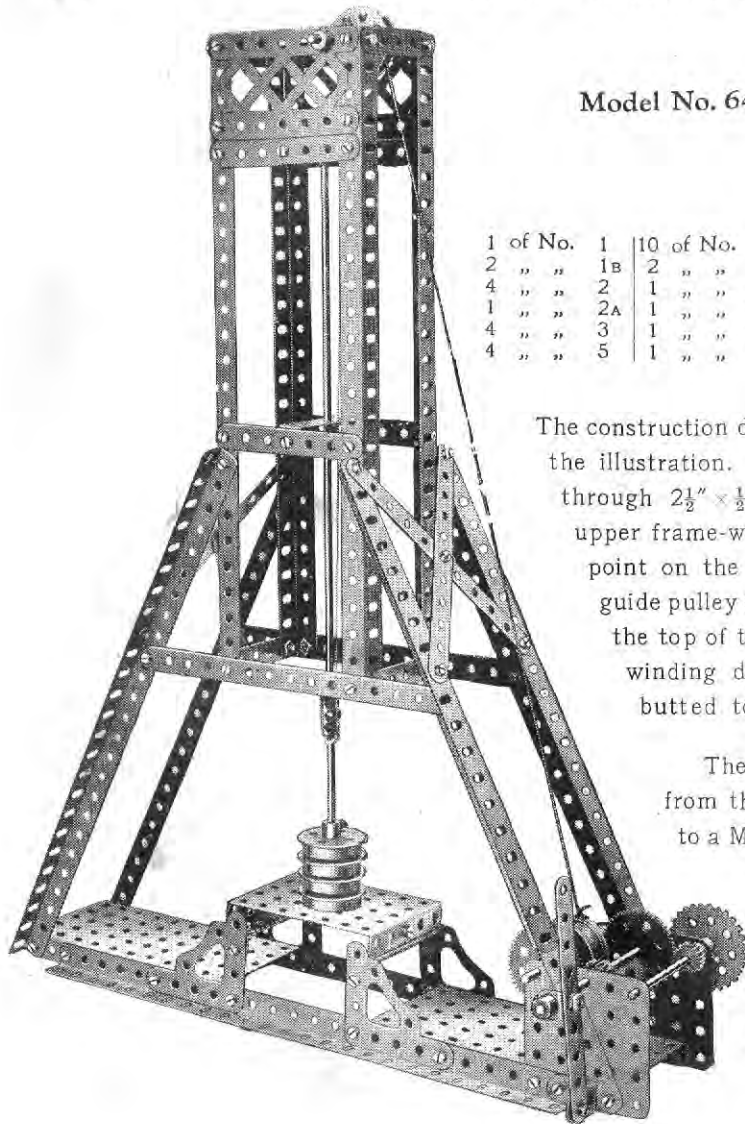 Model No. 64
1 of No. 1 10 of No.
2 „ „ 1B 2 „ „
4 „ „ 2 1 „ „
1 „ „ 2A 1 „ „
4 „ „ 3 1 „ „
4 „ „ 5 1 „ „
The construction
the illustration.
through 2½″ × ½
upper frame-w
point on the
guide pulley
the top of t
winding d
butted to
The
from th
to a M